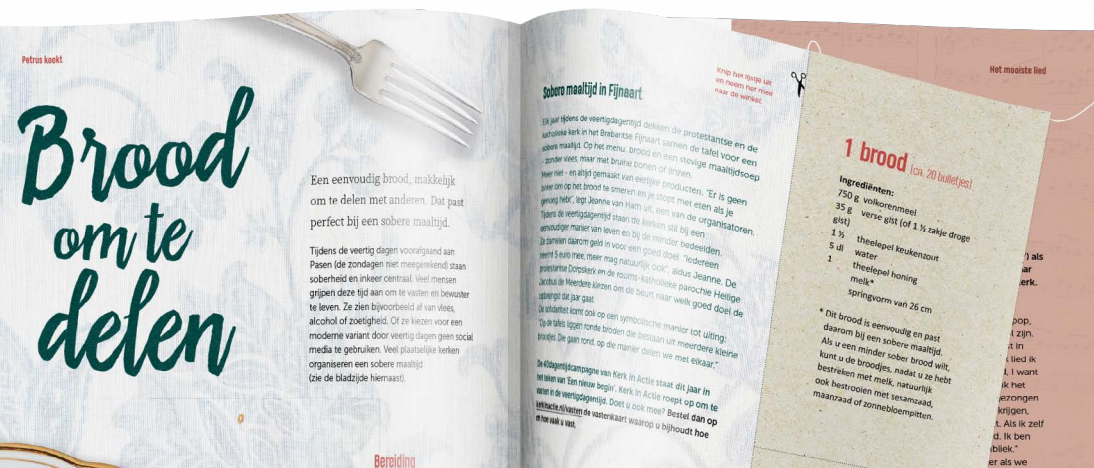 Petrus kookt
Brood
om te
delen
Een eenvoudig brood, makkelijk
om te delen met anderen. Dat past
perfect bij een sobere maaltijd.
Tijdens de veertig dagen voorafgaand aan
Pasen (de zondagen niet meegerekend) staan
soberheid en inkeer centraal. Veel mensen
grijpen deze tijd aan om te vasten en bewuster
te leven. Ze zien bijvoorbeeld af van vlees,
alcohol of zoetigheid. Of ze kiezen voor een
moderne variant door veertig dagen geen social
media te gebruiken. Veel plaatselijke kerken
organiseren een sobere maaltijd
(zie de bladzijde hiernaast).
Bereiding
Sobere maaltijd in Fijnaart
Elk jaar tijdens de veertigdagentijd dekken de protestantse en de
katholieke kerk in het Brabantse Fijnaart samen de tafel voor een
sobere maaltijd. Op het menu: brood en een stevige maaltijdsoep
- zonder vlees, maar met bruine bonen of linzen.
Meer niet – en altijd gemaakt van eerlijke producten. "Er is geen
boter om op het brood te smeren en je stopt met eten als je
genoeg hebt", legt Jeanne van Ham uit, een van de organisatoren.
Tijdens de veertigdagentijd staan de kerken stil bij een
eenvoudiger manier van leven en bij de minder bedeelden.
Ze zamelen daarom geld in voor een goed doel. "Iedereen
neemt 5 euro mee, meer mag natuurlijk ook", aldus Jeanne. De
protestantse Dorpskerk en de rooms-katholieke parochie Heilige
Jacobus de Meerdere kiezen om de beurt naar welk goed doel de
opbrengst dat jaar gaat.
De solidariteit komt ook op een symbolische manier tot uiting:
"Op de tafels liggen ronde broden die bestaan uit meerdere kleine
broodjes. Die gaan rond, op die manier delen we met elkaar."
De 40dagentijdcampagne van Kerk in Actie staat dit jaar in
het teken van 'Een nieuw begin'. Kerk in Actie roept op om te
vasten in de veertigdagentijd. Doet u ook mee? Bestel dan op
kerkinactie.nl/vasten de vastenkaart waarop u bijhoudt hoe
en hoe vaak u vast.
Knip het lijstje uit
en neem het mee
naar de winkel.
1 brood (ca. 20 bulletjes)
Ingrediënten:
750 g volkorenmeel
35 g verse gist (of 1 ½ zakje droge
gist)
1 ½ theelepel keukenzout
5 dl water
1 theelepel honing
melk*
springvorm van 26 cm
* Dit brood is eenvoudig en past
daarom bij een sobere maaltijd.
Als u een minder sober brood wilt,
kunt u de broodjes, nadat u ze hebt
bestreken met melk, natuurlijk
ook bestrooien met sesamzaad,
maanzaad of zonnebloempitten.
Het mooiste lied
als
kerk.
zijn.
in
lied ik
I want
het
gezongen
krijgen,
Als ik zelf
Ik ben
als we